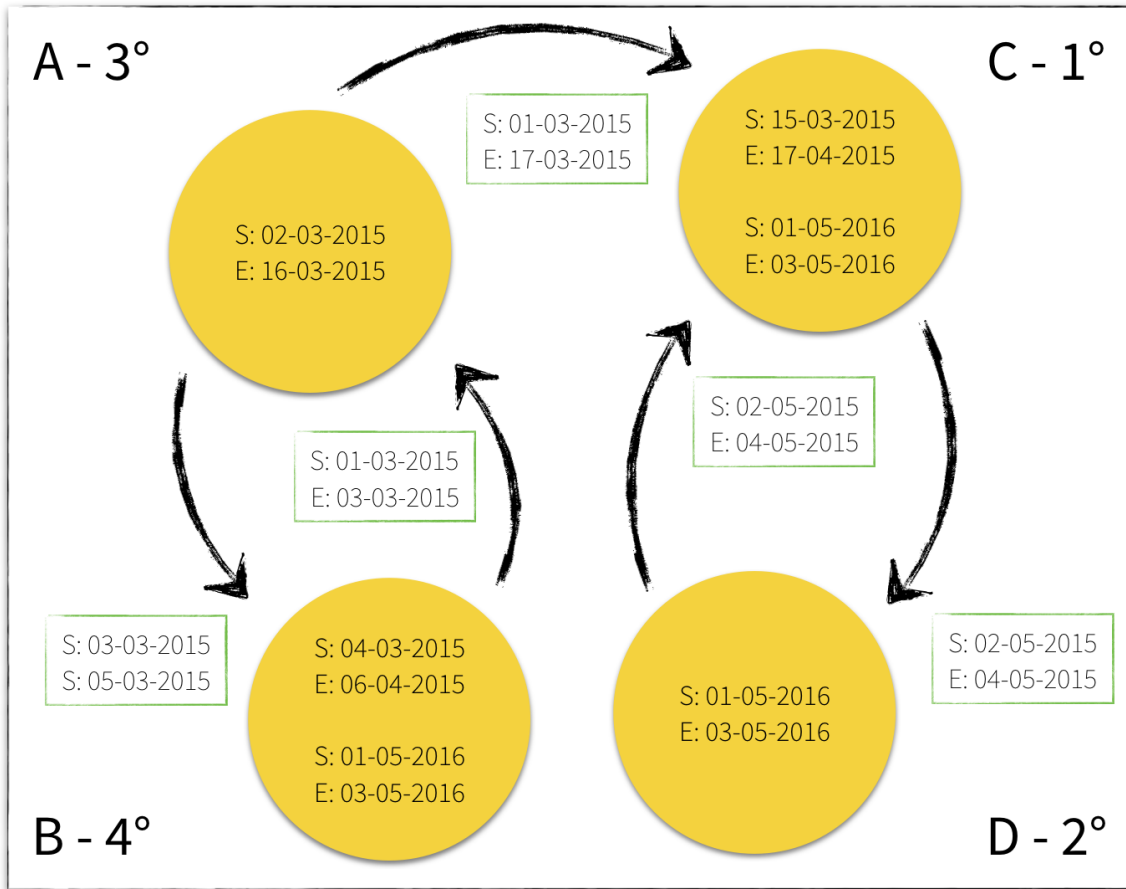 A - 3°
C - 1°
S: 01-03-2015
E: 17-03-2015
S: 15-03-2015
E: 17-04-2015
S: 01-05-2016
E: 03-05-2016
S: 02-03-2015
E: 16-03-2015
S: 02-05-2015
E: 04-05-2015
S: 01-03-2015
E: 03-03-2015
S: 03-03-2015
S: 05-03-2015
S: 04-03-2015
E: 06-04-2015
S: 01-05-2016
E: 03-05-2016
S: 01-05-2016
E: 03-05-2016
S: 02-05-2015
E: 04-05-2015
B - 4°
D - 2°